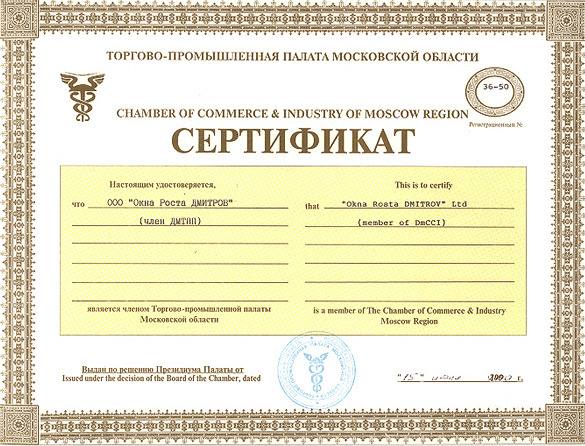 ТОРГОВО-ПРОМЫШЛЕННАЯ ПАЛАТА МОСКОВСКОЙ ОБЛАСТИ
36-50
Регистрационный №
CHAMBER OF COMMERCE & INDUSTRY OF MOSCOW REGION
СЕРТИФИКАТ
Настоящим удостоверяется,
что ООО "Окна Роста ДМИТРОВ"
(член ДМТПП)
является членом Торгово-промышленной палаты
Московской области
This is to certify
that "Okna Rosta DMITROV" Ltd
(member of DmCCI)
is a member of The Chamber of Commerce & Industry
Moscow Region
Выдан по решению Президиума Палаты от
Issued under the decision of the Board of the Chamber, dated
"15" г.